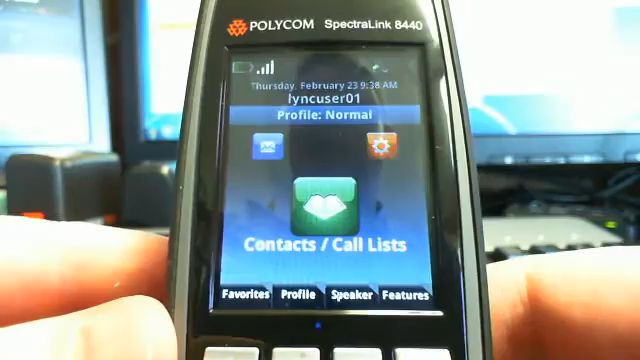 POLYCOM SpectraLink 8440
Thursday, February 23 9:38 AM
lyncuser01
Profile: Normal
Contacts / Call Lists
Favorites Profile Speaker Features